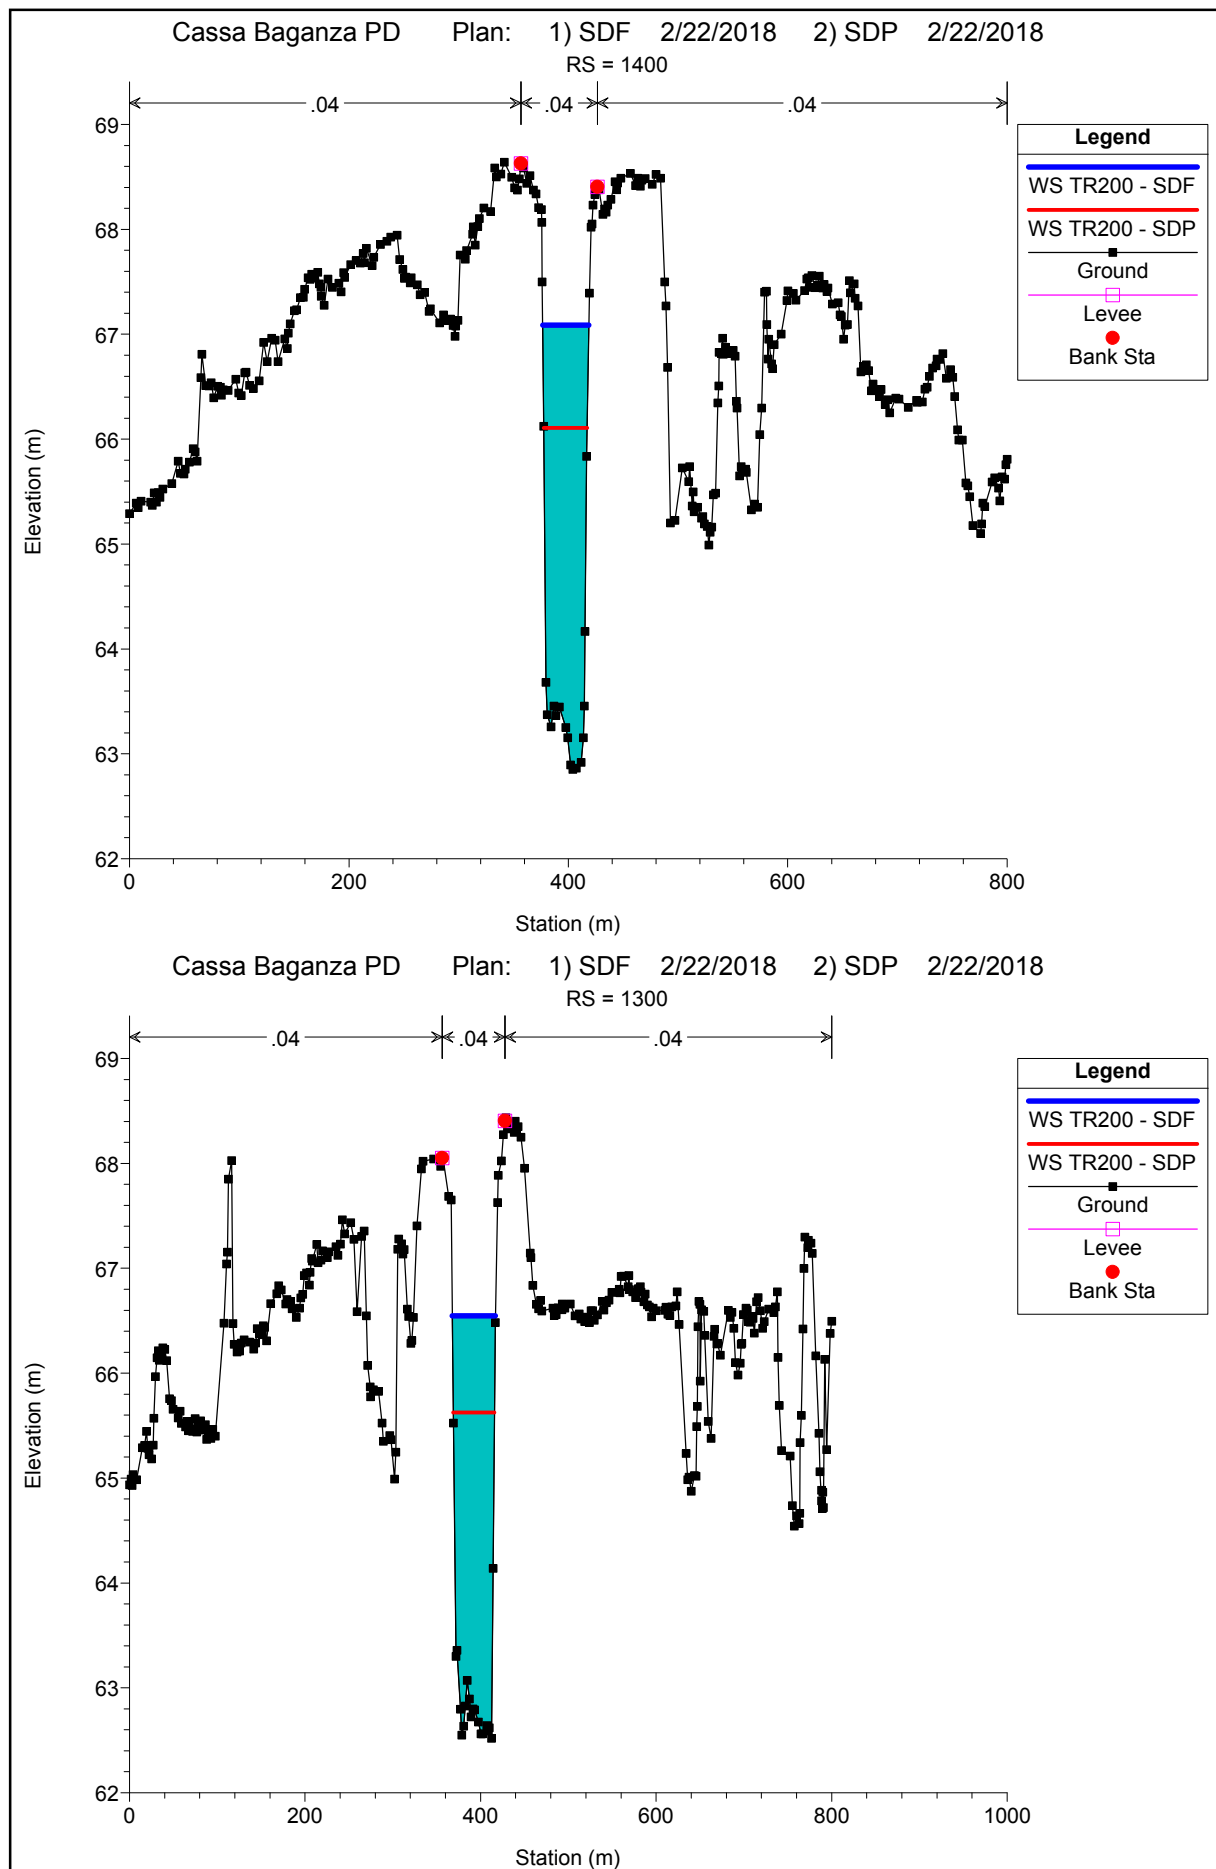 Cassa Baganza PD Plan: 1) SDF 2/22/2018 2) SDP 2/22/2018
RS = 1400
.04 .04 .04
69
68
67
66
65
64
63
62
Elevation (m)
0 200 400 600 800
Station (m)
Legend
WS TR200 - SDF
WS TR200 - SDP
Ground
Levee
Bank Sta
Cassa Baganza PD Plan: 1) SDF 2/22/2018 2) SDP 2/22/2018
RS = 1300
.04 .04 .04
69
68
67
66
65
64
63
62
Elevation (m)
0 200 400 600 800 1000
Station (m)
Legend
WS TR200 - SDF
WS TR200 - SDP
Ground
Levee
Bank Sta